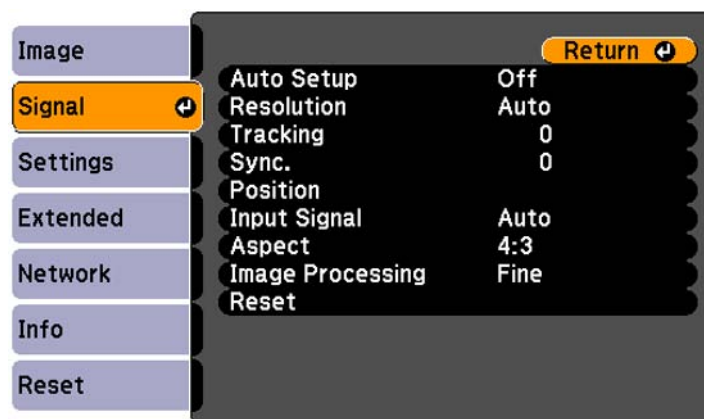 Image
Signal
Settings
Extended
Network
Info
Reset
Return
Auto Setup Off
Resolution Auto
Tracking 0
Sync. 0
Position
Input Signal Auto
Aspect 4:3
Image Processing Fine
Reset